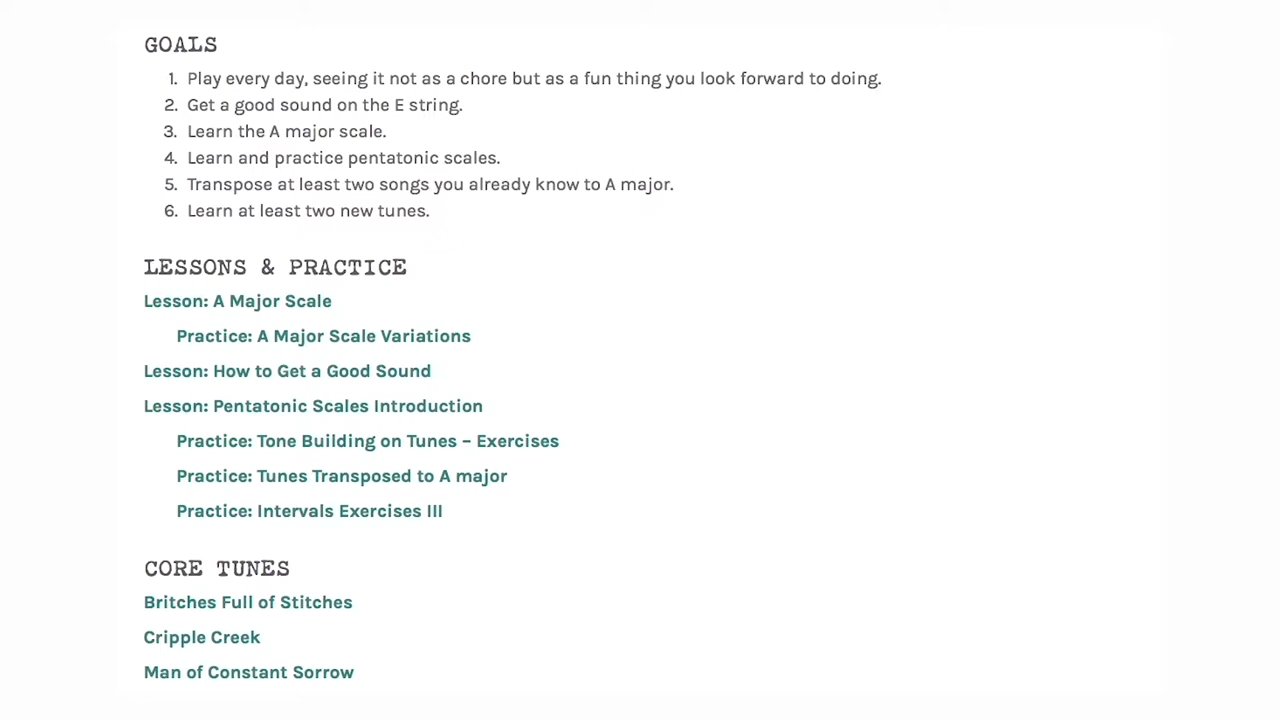 GOALS
1. Play every day, seeing it not as a chore but as a fun thing you look forward to doing.
2. Get a good sound on the E string.
3. Learn the A major scale.
4. Learn and practice pentatonic scales.
5. Transpose at least two songs you already know to A major.
6. Learn at least two new tunes.
LESSONS & PRACTICE
Lesson: A Major Scale
Practice: A Major Scale Variations
Lesson: How to Get a Good Sound
Lesson: Pentatonic Scales Introduction
Practice: Tone Building on Tunes – Exercises
Practice: Tunes Transposed to A major
Practice: Intervals Exercises III
CORE TUNES
Britches Full of Stitches
Cripple Creek
Man of Constant Sorrow